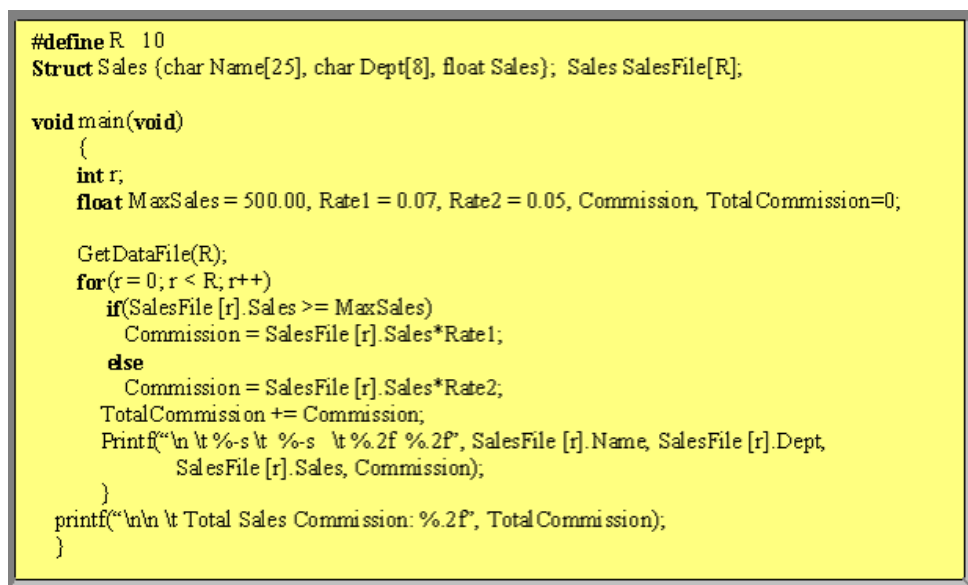 #define R 10
Struct Sales {char Name[25], char Dept[8], float Sales}; Sales SalesFile[R];
void main(void)
{
int r;
float MaxSales = 500.00, Rate1 = 0.07, Rate2 = 0.05, Commission, TotalCommission=0;
GetDataFile(R);
for(r = 0; r < R; r++)
if(SalesFile [r].Sales >= MaxSales)
Commission = SalesFile [r].Sales*Rate1;
else
Commission = SalesFile [r].Sales*Rate2;
TotalCommission += Commission;
Printf(“\n \t %-s \t %-s \t %.2f %.2f”, SalesFile [r].Name, SalesFile [r].Dept,
SalesFile [r].Sales, Commission);
}
printf(“\n\n \t Total Sales Commission: %.2f”, TotalCommission);
}